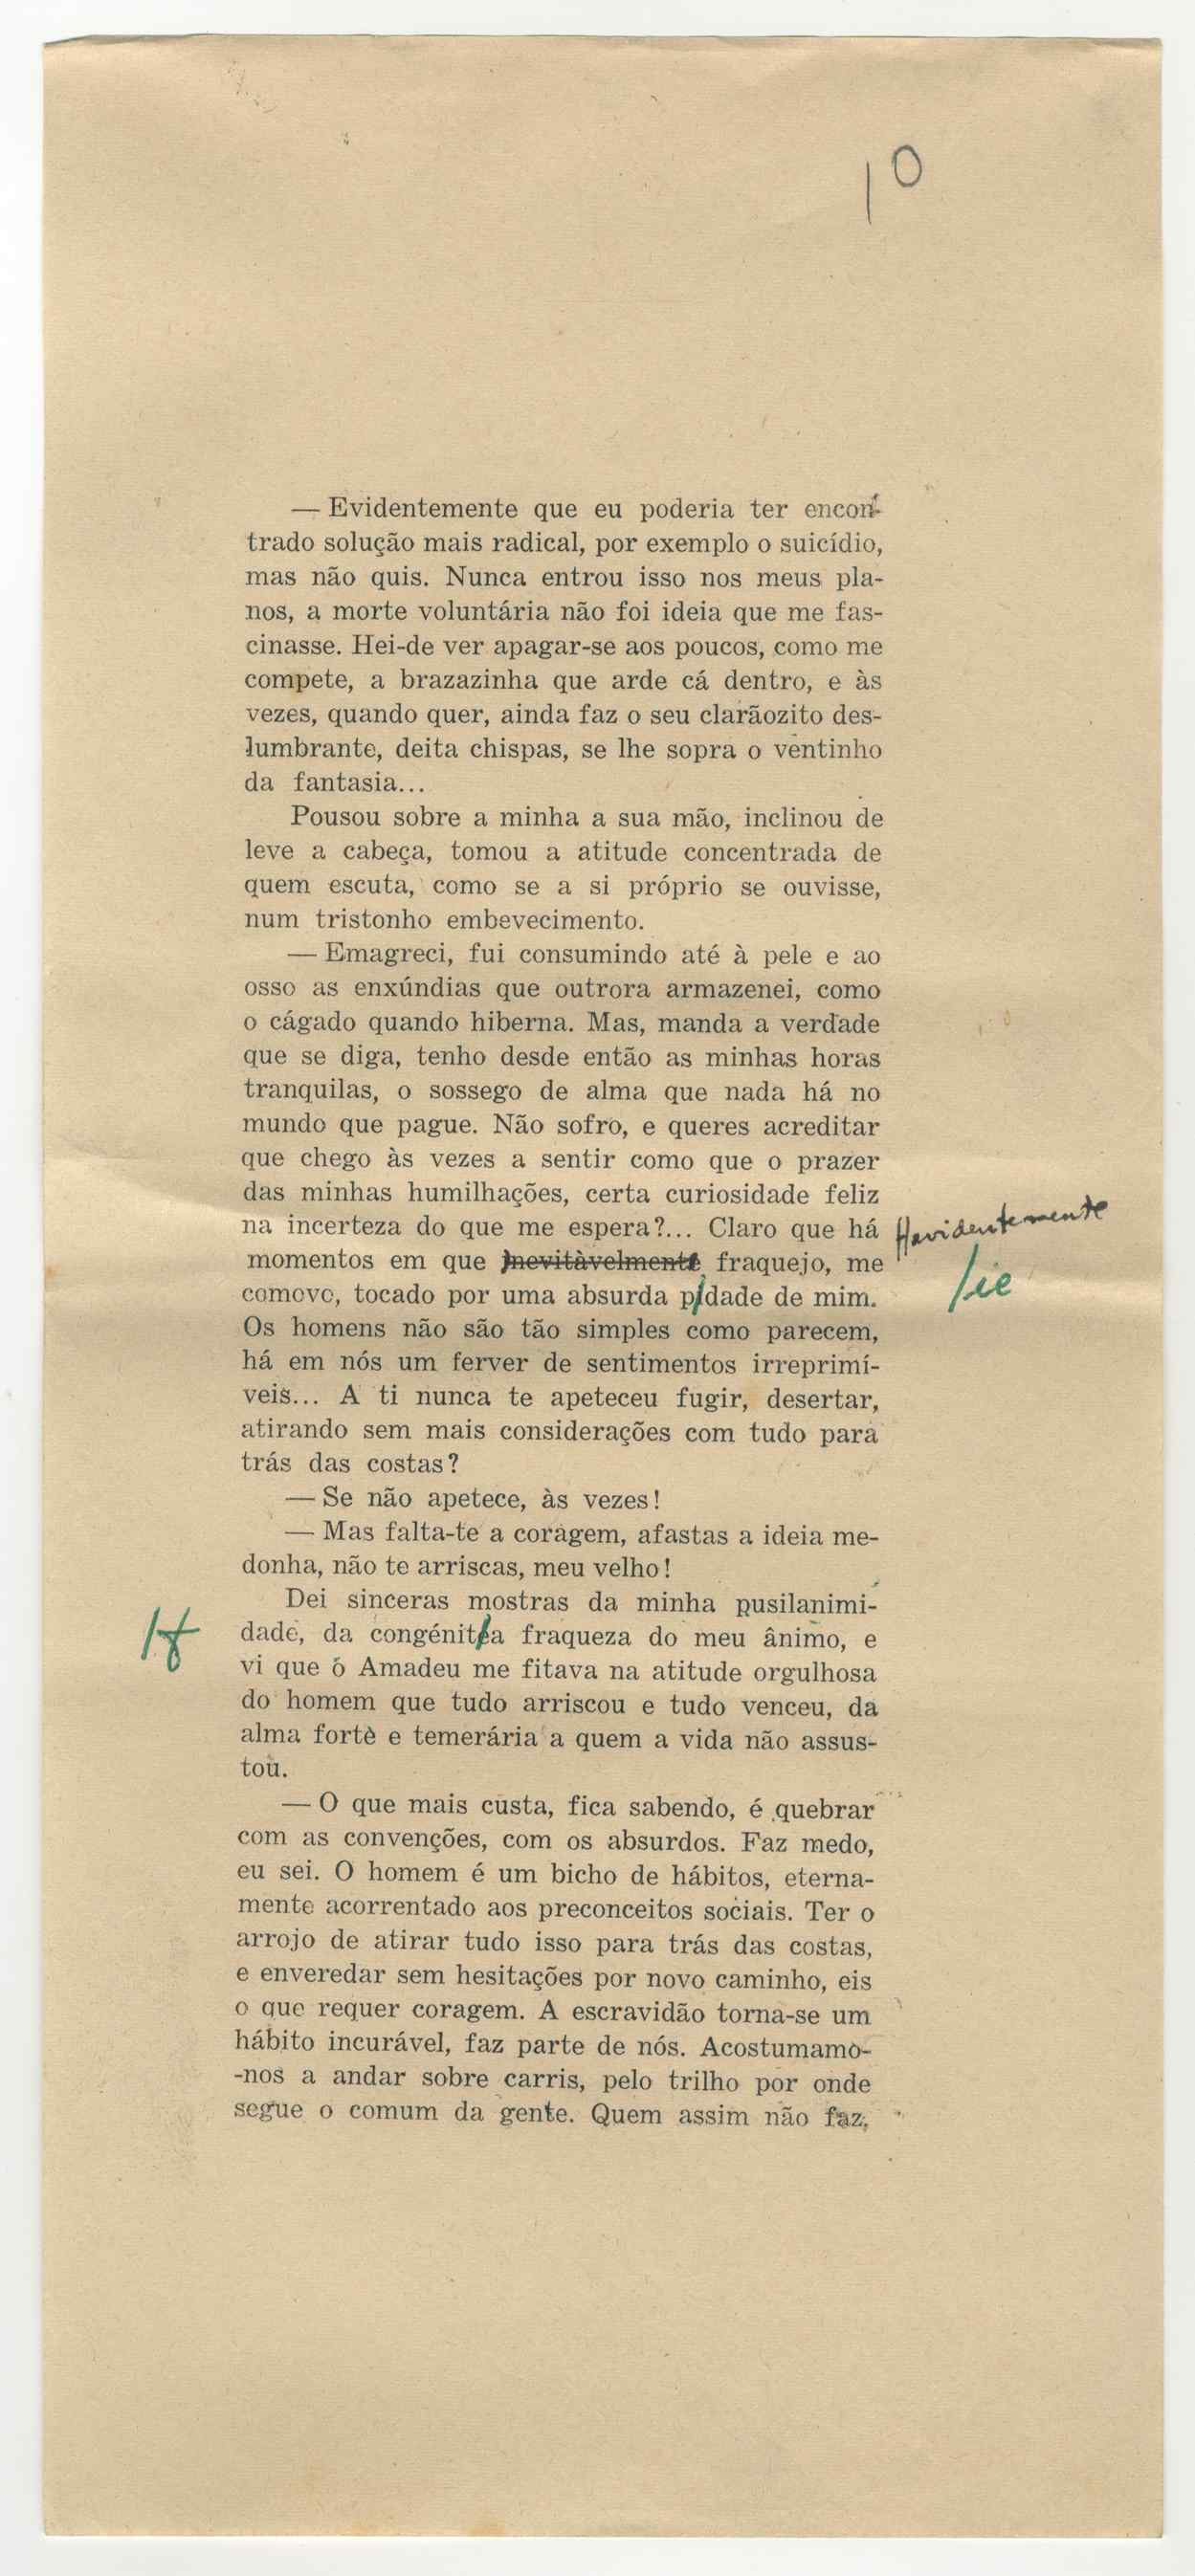 10
— Evidentemente que eu poderia ter encon-
trado solução mais radical, por exemplo o suicídio,
mas não quis. Nunca entrou isso nos meus pla-
nos, a morte voluntária não foi ideia que me fas-
cinasse. Hei-de ver apagar-se aos poucos, como me
compete, a brazazinha que arde cá dentro, e às
vezes, quando quer, ainda faz o seu clarãozito des-
lumbrante, deita chispas, se lhe sopra o ventinho
da fantasia...
Pousou sobre a minha a sua mão, inclinou de
leve a cabeça, tomou a atitude concentrada de
quem escuta, como se a si próprio se ouvisse,
num tristonho embevecimento.
— Emagreci, fui consumindo até à pele e ao
osso as enxúndias que outrora armazenei, como
o cágado quando hiberna. Mas, manda a verdade
que se diga, tenho desde então as minhas horas
tranquilas, o sossego de alma que nada há no
mundo que pague. Não sofro, e queres acreditar
que chego às vezes a sentir como que o prazer
das minhas humilhações, certa curiosidade feliz
na incerteza do que me espera?... Claro que há
evidentemente
momentos em que inevitàvelmente fraquejo, me
comovo, tocado por uma absurda p/dade de mim. /ie
Os homens não são tão simples como parecem,
há em nós um ferver de sentimentos irreprimí-
veis... A ti nunca te apeteceu fugir, desertar,
atirando sem mais considerações com tudo para
trás das costas?
— Se não apetece, às vezes!
— Mas falta-te a coragem, afastas a ideia me-
donha, não te arriscas, meu velho!
Dei sinceras mostras da minha pusilanimi-
dade, da congénita fraqueza do meu ânimo, e
vi que o Amadeu me fitava na atitude orgulhosa
do homem que tudo arriscou e tudo venceu, da
alma forte e temerária a quem a vida não assus-
tou.
— O que mais custa, fica sabendo, é quebrar
com as convenções, com os absurdos. Faz medo,
eu sei. O homem é um bicho de hábitos, eterna-
mente acorrentado aos preconceitos sociais. Ter o
arrojo de atirar tudo isso para trás das costas,
e enveredar sem hesitações por novo caminho, eis
o que requer coragem. A escravidão torna-se um
hábito incurável, faz parte de nós. Acostumamo-
-nos a andar sobre carris, pelo trilho por onde
segue o comum da gente. Quem assim não faz,